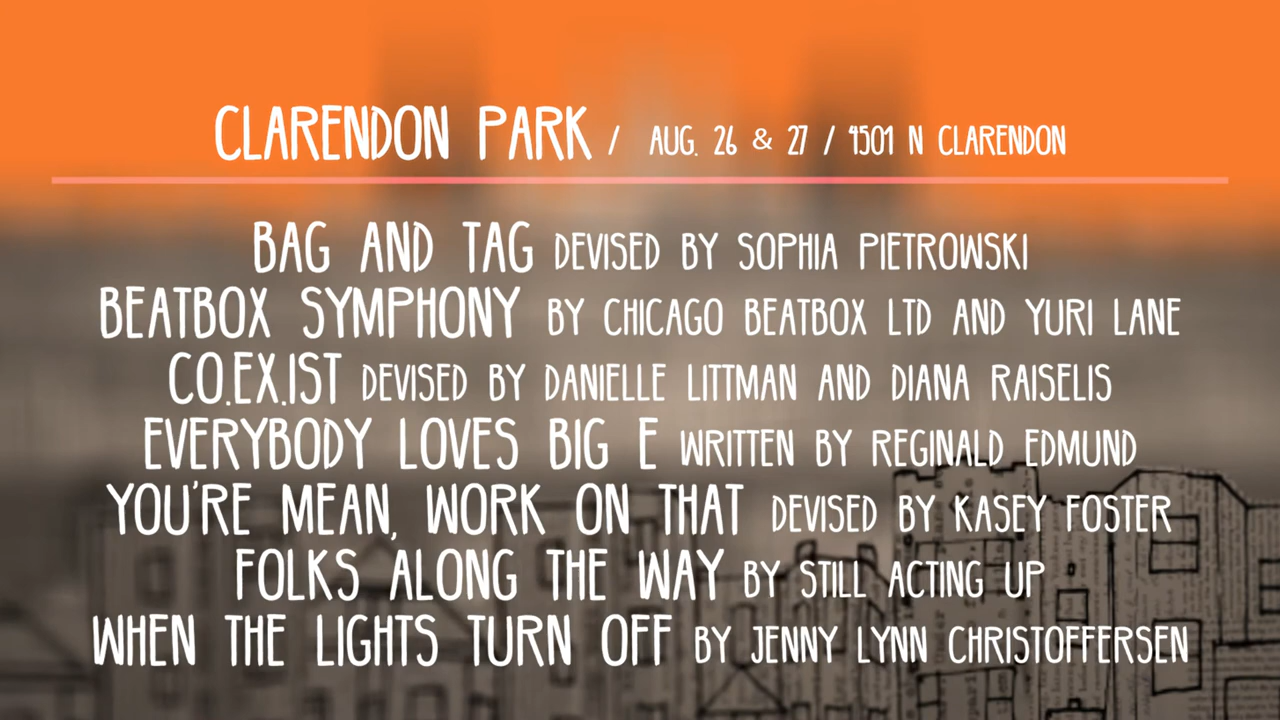 CLARENDON PARK / AUG. 26 & 27 / 4501 N CLARENDON
BAG AND TAG DEVISED BY SOPHIA PIETROWSKI
BEATBOX SYMPHONY BY CHICAGO BEATBOX LTD AND YURI LANE
CO.EX.IST DEVISED BY DANIELLE LITTMAN AND DIANA RAISELIS
EVERYBODY LOVES BIG E WRITTEN BY REGINALD EDMUND
YOU'RE MEAN, WORK ON THAT DEVISED BY KASEY FOSTER
FOLKS ALONG THE WAY BY STILL ACTING UP
WHEN THE LIGHTS TURN OFF BY JENNY LYNN CHRISTOFFERSEN